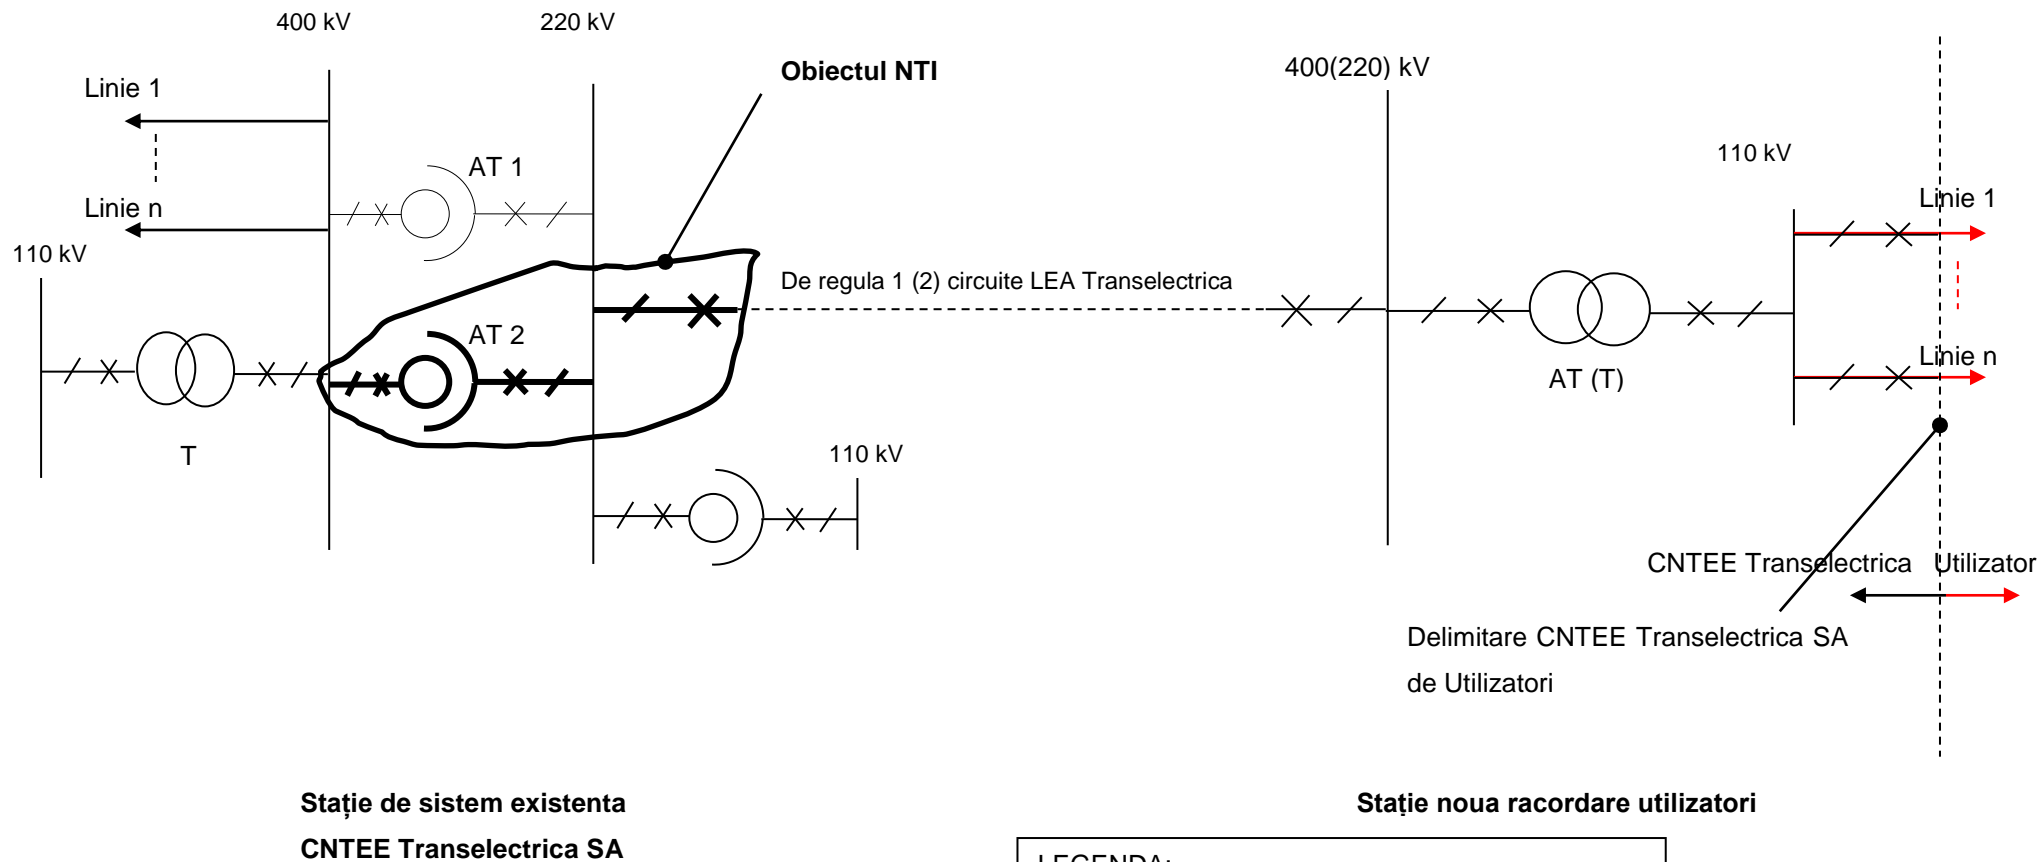 400 kV
220 kV
Obiectul NTI
400(220) kV
Linie 1
110 kV
AT 1
Linie n
Linie 1
110 kV
De regula 1 (2) circuite LEA Transelectrica
AT 2
Linie n
AT (T)
T
110 kV
CNTEE Transelectrica
Utilizator
Delimitare CNTEE Transelectrica SA
de Utilizatori
Stație de sistem existenta
CNTEE Transelectrica SA
Stație noua racordare utilizatori
LEGENDA: